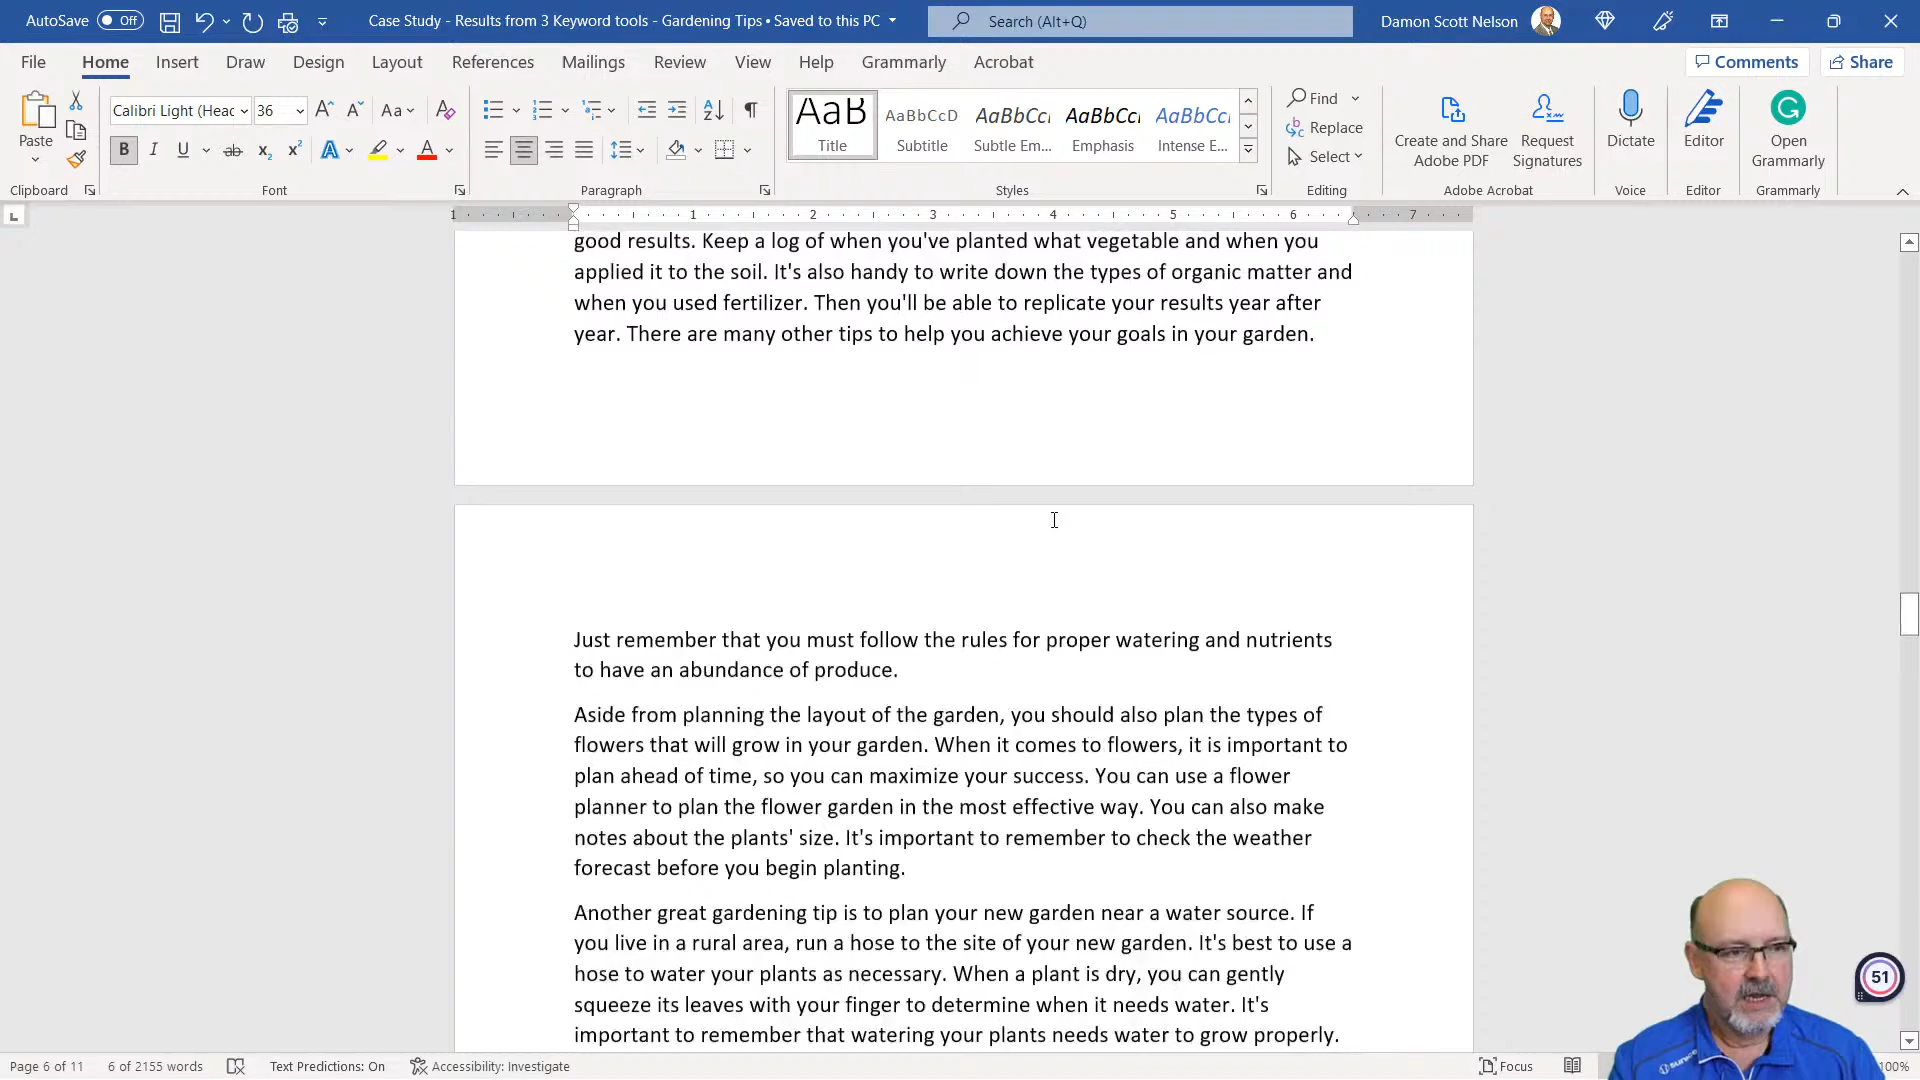 AutoSave Off Case Study - Results from 3 Keyword tools - Gardening Tips • Saved to this PC Search (Alt+Q) Damon Scott Nelson
File Home Insert Draw Design Layout References Mailings Review View Help Grammarly Acrobat Comments Share
Calibri Light (Head 36 Aa
Paste
B I U ab x₂ x² A A
AaB AaBbCcD AaBbCcI AaBbCcI AaBbCcI
Title Subtitle Subtle Em... Emphasis Intense E...
Find
Replace
Select
Create and Share Adobe PDF
Request Signatures
Dictate
Editor
Open Grammarly
Clipboard Font Paragraph Styles Editing Adobe Acrobat Voice Editor Grammarly
1 1 2 3 4 5 6 7
good results. Keep a log of when you've planted what vegetable and when you
applied it to the soil. It's also handy to write down the types of organic matter and
when you used fertilizer. Then you'll be able to replicate your results year after
year. There are many other tips to help you achieve your goals in your garden.
Just remember that you must follow the rules for proper watering and nutrients
to have an abundance of produce.
Aside from planning the layout of the garden, you should also plan the types of
flowers that will grow in your garden. When it comes to flowers, it is important to
plan ahead of time, so you can maximize your success. You can use a flower
planner to plan the flower garden in the most effective way. You can also make
notes about the plants' size. It's important to remember to check the weather
forecast before you begin planting.
Another great gardening tip is to plan your new garden near a water source. If
you live in a rural area, run a hose to the site of your new garden. It's best to use a
hose to water your plants as necessary. When a plant is dry, you can gently
squeeze its leaves with your finger to determine when it needs water. It's
important to remember that watering your plants needs water to grow properly.
51
Page 6 of 11 6 of 2155 words Text Predictions: On Accessibility: Investigate Focus 100%